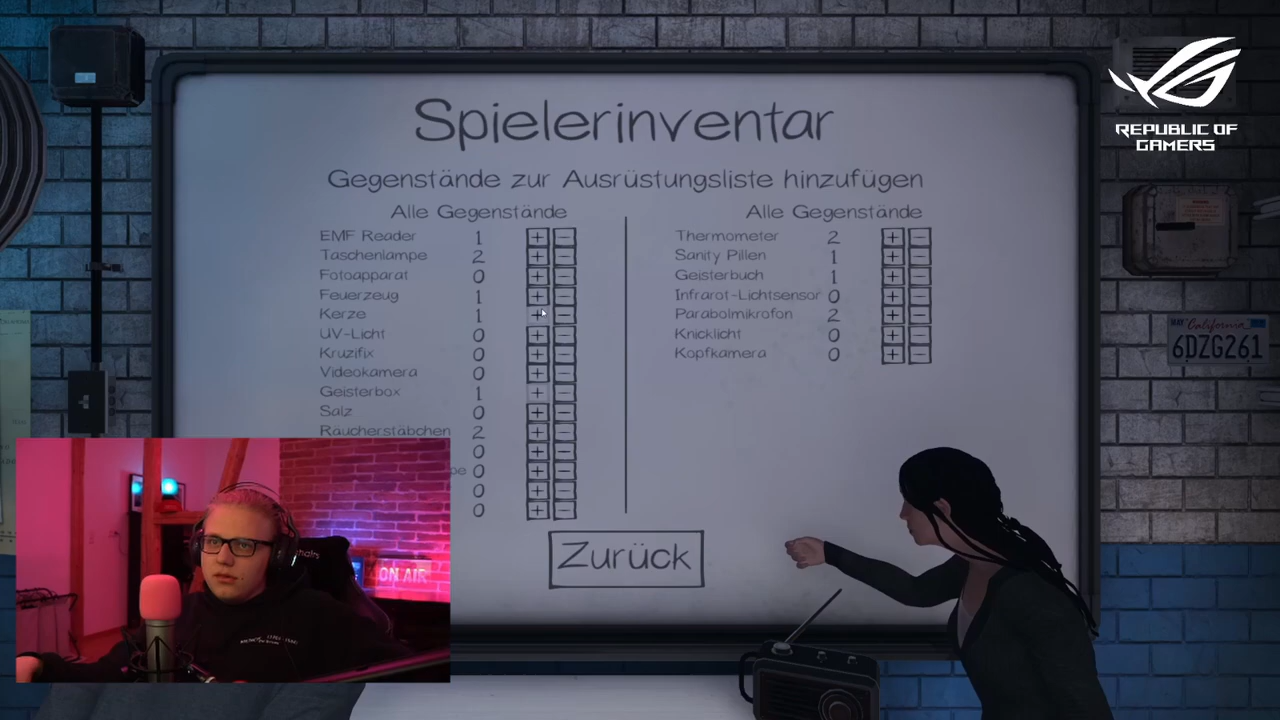 Spielerinventar
Gegenstände zur Ausrüstungsliste hinzufügen
Alle Gegenstände
EMF Reader 1 + -
Taschenlampe 2 + -
Fotoapparat 0 + -
Feuerzeug 1 + -
Kerze 1 + -
UV-Licht 0 + -
Kruzifix 0 + -
Videokamera 0 + -
Geisterbox 1 + -
Salz 0 + -
Räucherstäbchen 2 + -
0 + -
pe 0 + -
0 + -
0 + -
Alle Gegenstände
Thermometer 2 + -
Sanity Pillen 1 + -
Geisterbuch 1 + -
Infrarot-Lichtsensor 0 + -
Parabolmikrofon 2 + -
Knicklicht 0 + -
Kopfkamera 0 + -
Zurück
REPUBLIC OF
GAMERS
California
6DZG261
ON AIR